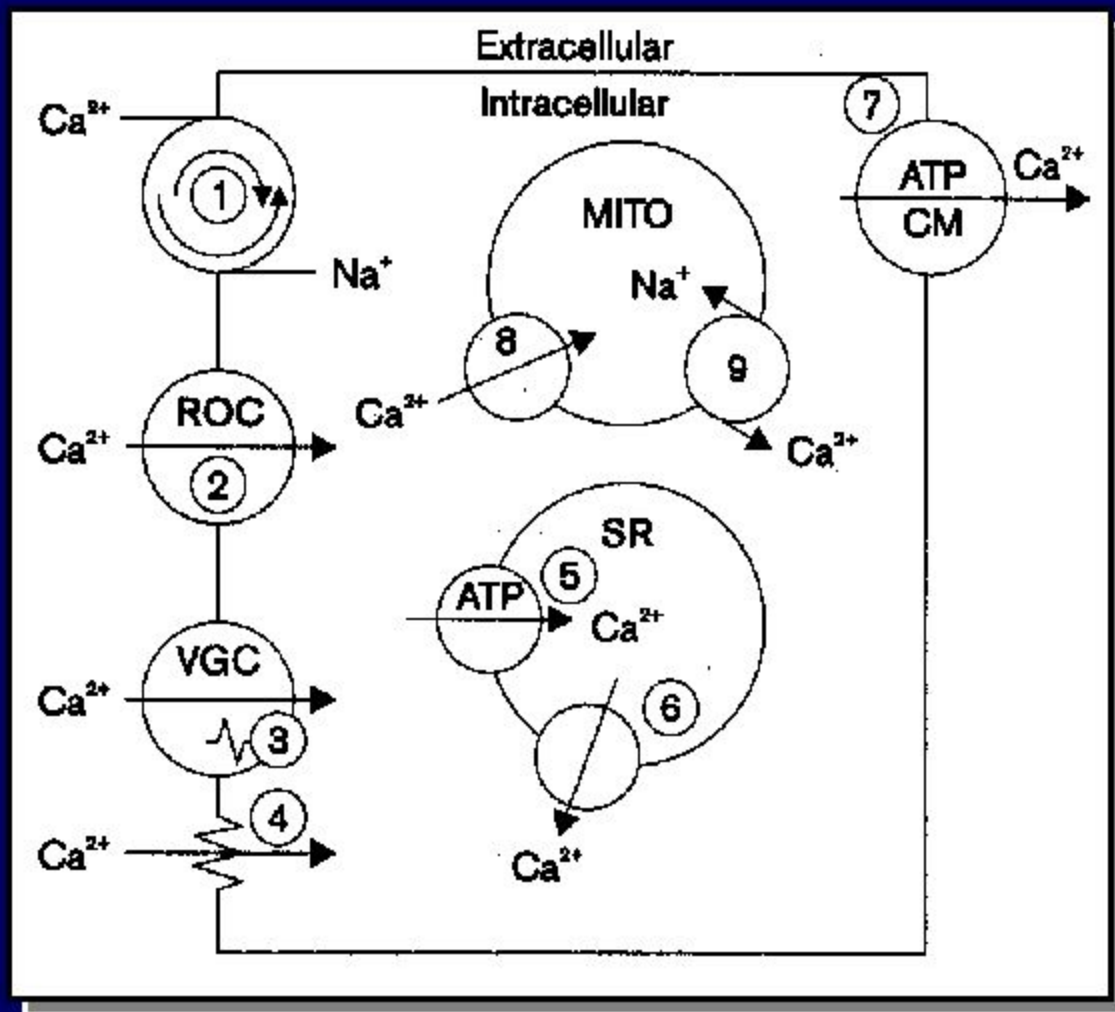 Extracellular
Intracellular
7
Ca²⁺
1
Na⁺
MITO
Na⁺
ATP
CM
Ca²⁺
8
9
Ca²⁺
Ca²⁺
ROC
Ca²⁺
2
SR
5
ATP
Ca²⁺
VGC
Ca²⁺
3
6
4
Ca²⁺
Ca²⁺